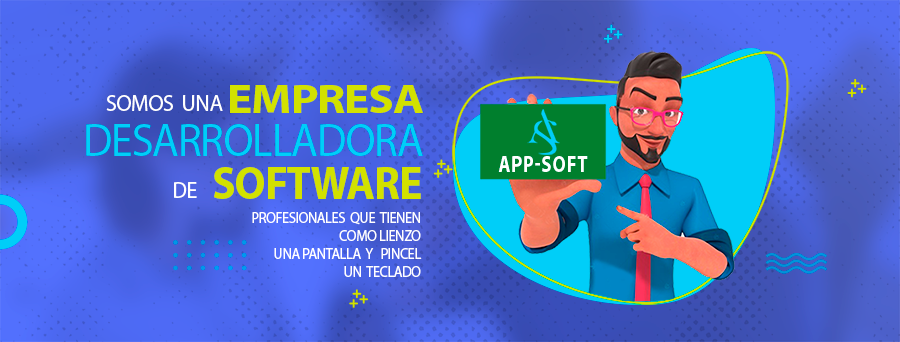 SOMOS UNA EMPRESA
DESARROLLADORA
DE SOFTWARE
PROFESIONALES QUE TIENEN
COMO LIENZO
UNA PANTALLA Y PINCEL
UN TECLADO
APP-SOFT